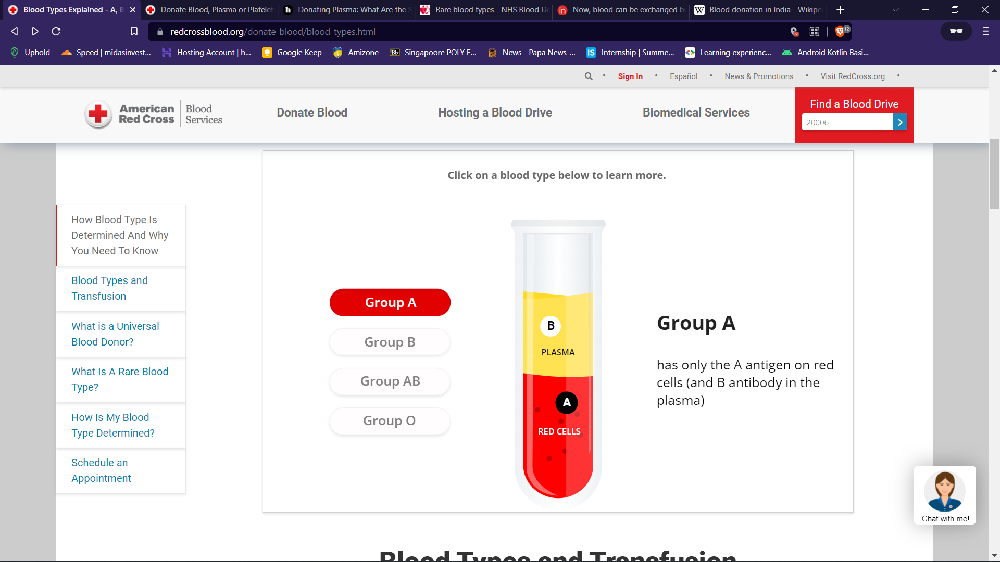 Blood Types Explained - A, B
Donate Blood, Plasma or Platelet
Donating Plasma: What Are the S
Rare blood types - NHS Blood D
Now, blood can be exchanged b
Blood donation in India - Wikipe
redcrossblood.org/donate-blood/blood-types.html
12
Uphold
Speed | midasinvest...
Hosting Account | h...
Google Keep
Amizone
Bb
Singapoore POLY E...
News - Papa News-...
IS
Internship | Summe...
Learning experienc...
Android Kotlin Basi...
Sign In
Español
News & Promotions
Visit RedCross.org
American
Red Cross
Blood
Services
Donate Blood
Hosting a Blood Drive
Biomedical Services
Find a Blood Drive
20006
Click on a blood type below to learn more.
How Blood Type Is
Determined And Why
You Need To Know
Blood Types and
Transfusion
What is a Universal
Blood Donor?
What Is A Rare Blood
Type?
How Is My Blood
Type Determined?
Schedule an
Appointment
Group A
Group B
Group AB
Group O
B
PLASMA
A
RED CELLS
Group A
has only the A antigen on red
cells (and B antibody in the
plasma)
Chat with me!
Blood Types and Transfusion